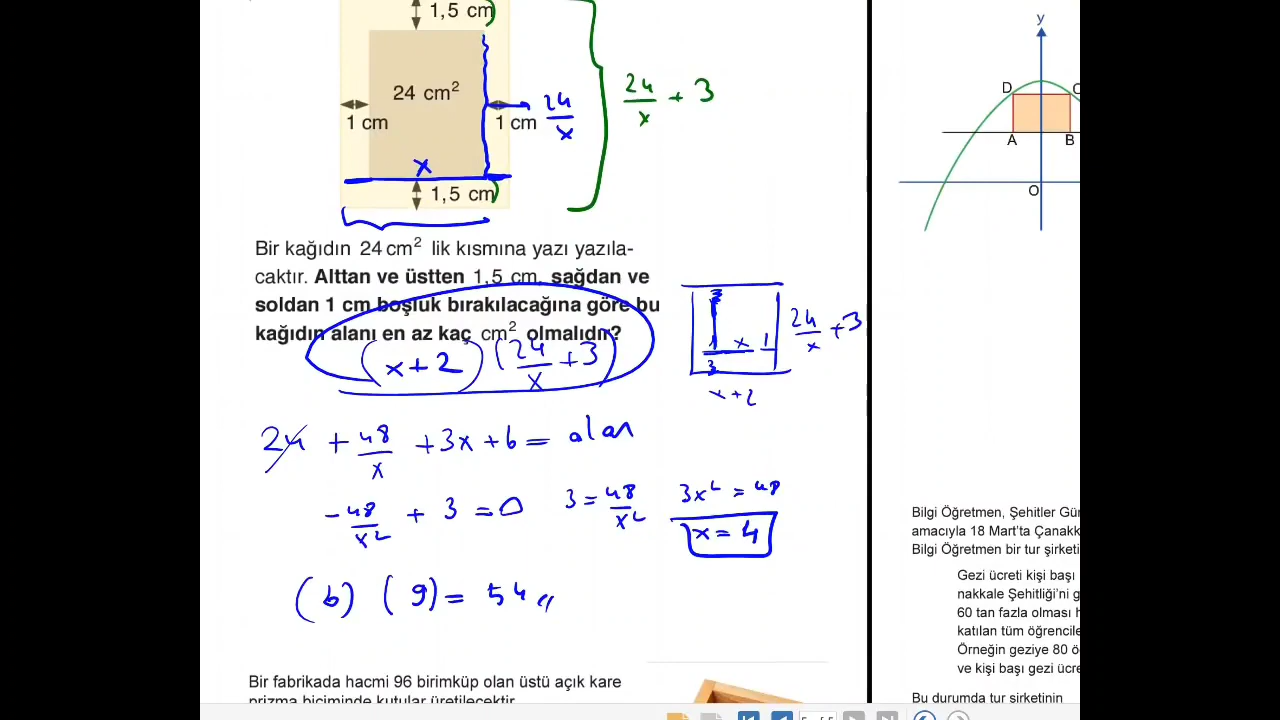 1,5 cm
24 cm²
1 cm
1 cm
24/x
x
1,5 cm
24/x + 3
Bir kağıdın 24 cm² lik kısmına yazı yazıla-
caktır. Alttan ve üstten 1,5 cm, sağdan ve
soldan 1 cm boşluk bırakılacağına göre bu
kağıdın alanı en az kaç cm² olmalıdır?
(x+2) (24/x + 3)
x 1
24/x + 3
x+2
24 + 48/x + 3x + 6 = alan
-48/x² + 3 = 0 3 = 48/x² 3x² = 48
x = 4
(6) (9) = 54
Bir fabrikada hacmi 96 birimküp olan üstü açık kare
prizma biçiminde kutular üretilecektir.
y
D C
A B
O
Bilgi Öğretmen, Şehitler Gü
amacıyla 18 Mart'ta Çanakk
Bilgi Öğretmen bir tur şirketi
Gezi ücreti kişi başı
nakkale Şehitliği'ni g
60 tan fazla olması h
katılan tüm öğrencile
Örneğin geziye 80 ö
ve kişi başı gezi ücre
Bu durumda tur şirketinin